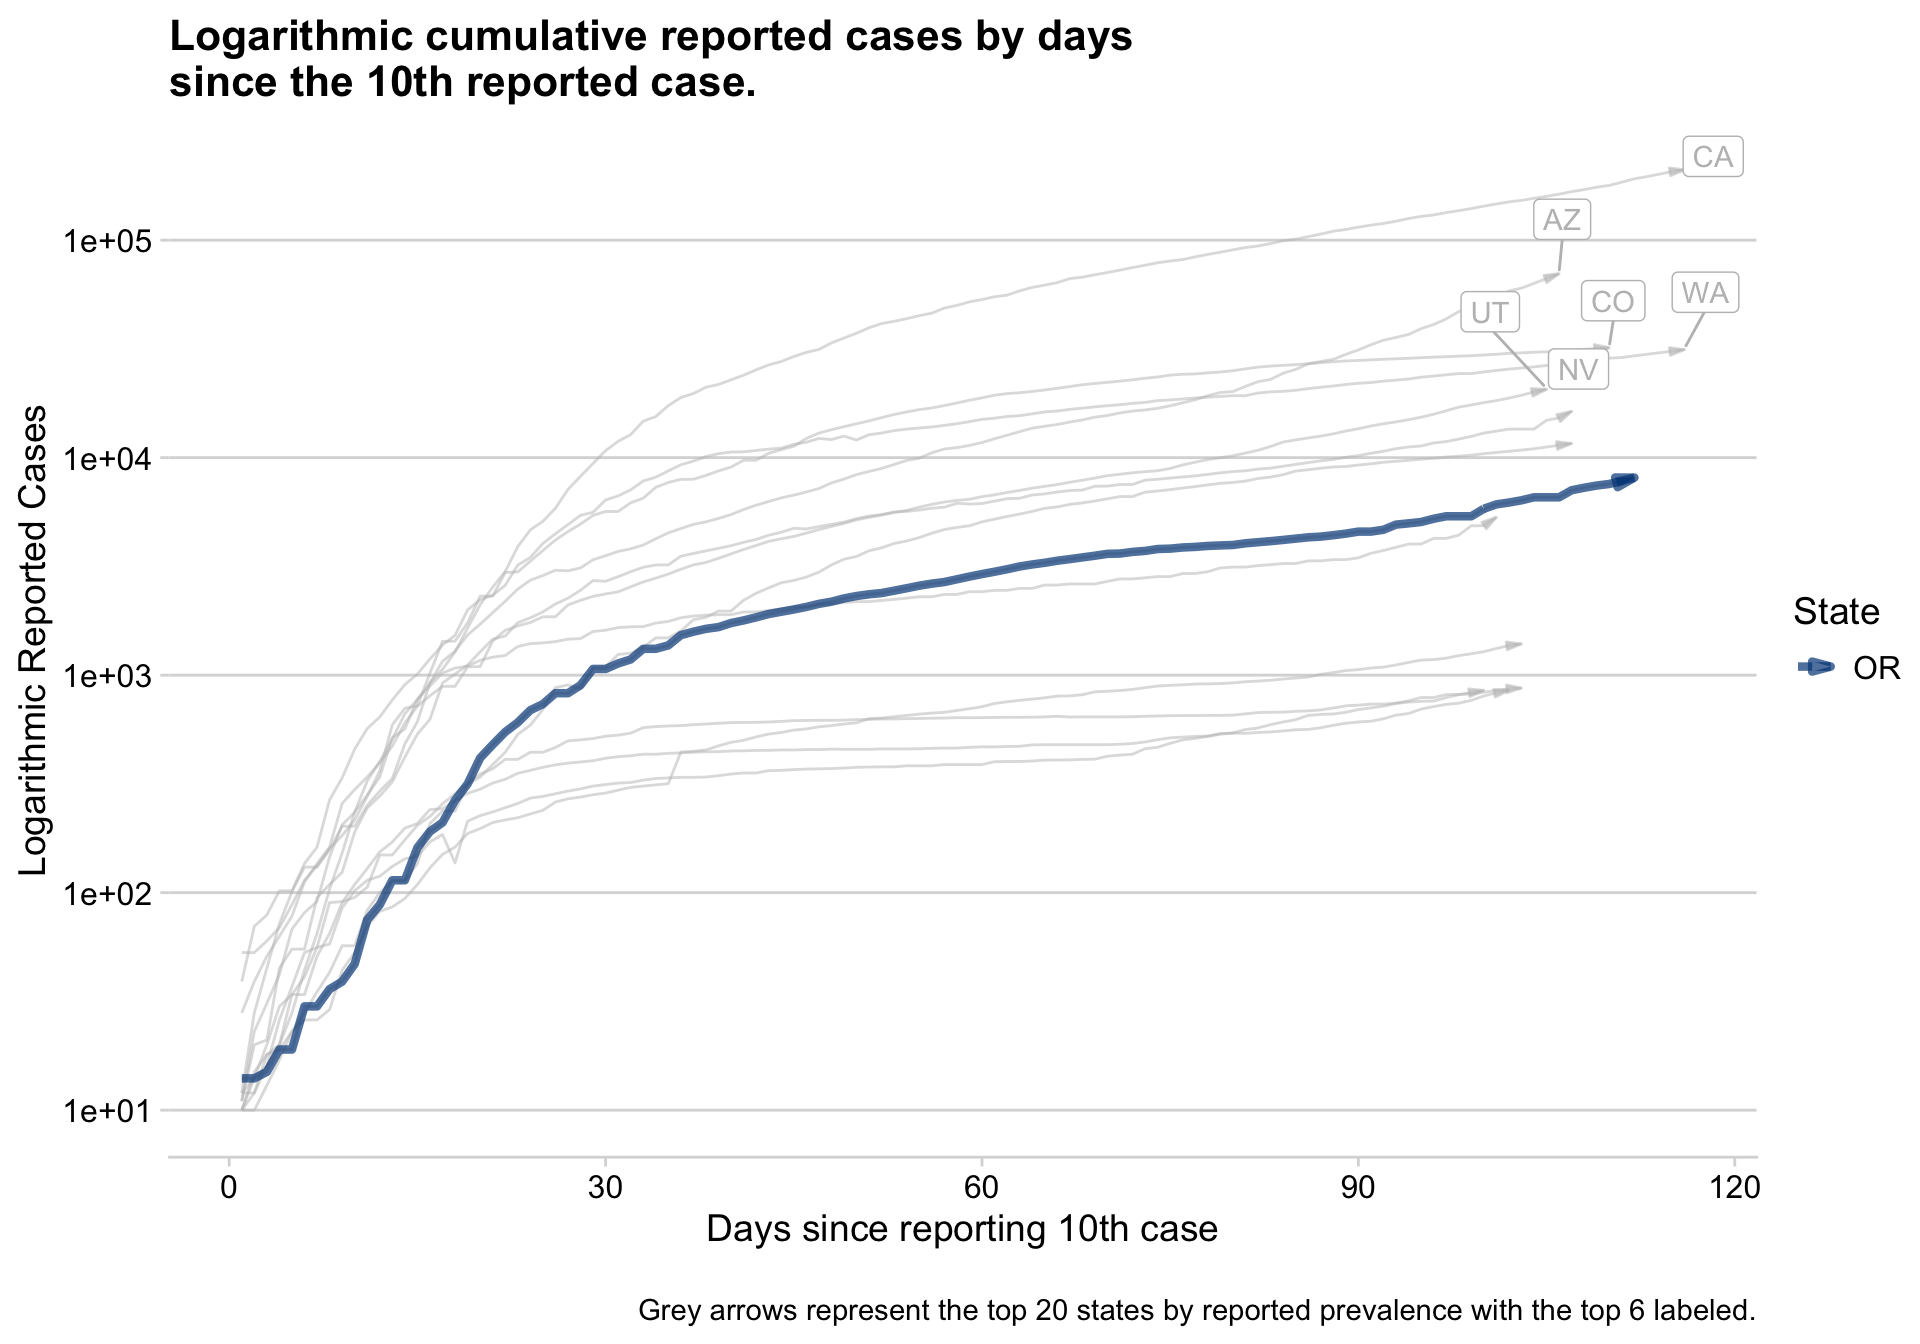 Logarithmic cumulative reported cases by days
since the 10th reported case.
CA
AZ
WA
CO
UT
NV
1e+05
1e+04
1e+03
1e+02
1e+01
Logarithmic Reported Cases
State
OR
0 30 60 90 120
Days since reporting 10th case
Grey arrows represent the top 20 states by reported prevalence with the top 6 labeled.